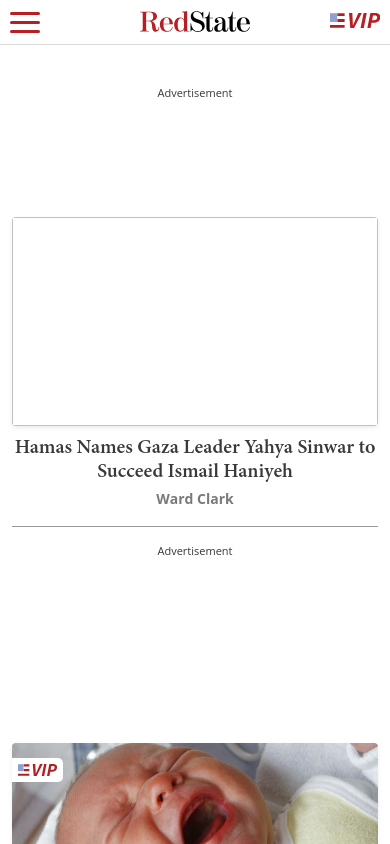 RedState
VIP
Advertisement
Hamas Names Gaza Leader Yahya Sinwar to
Succeed Ismail Haniyeh
Ward Clark
Advertisement
VIP